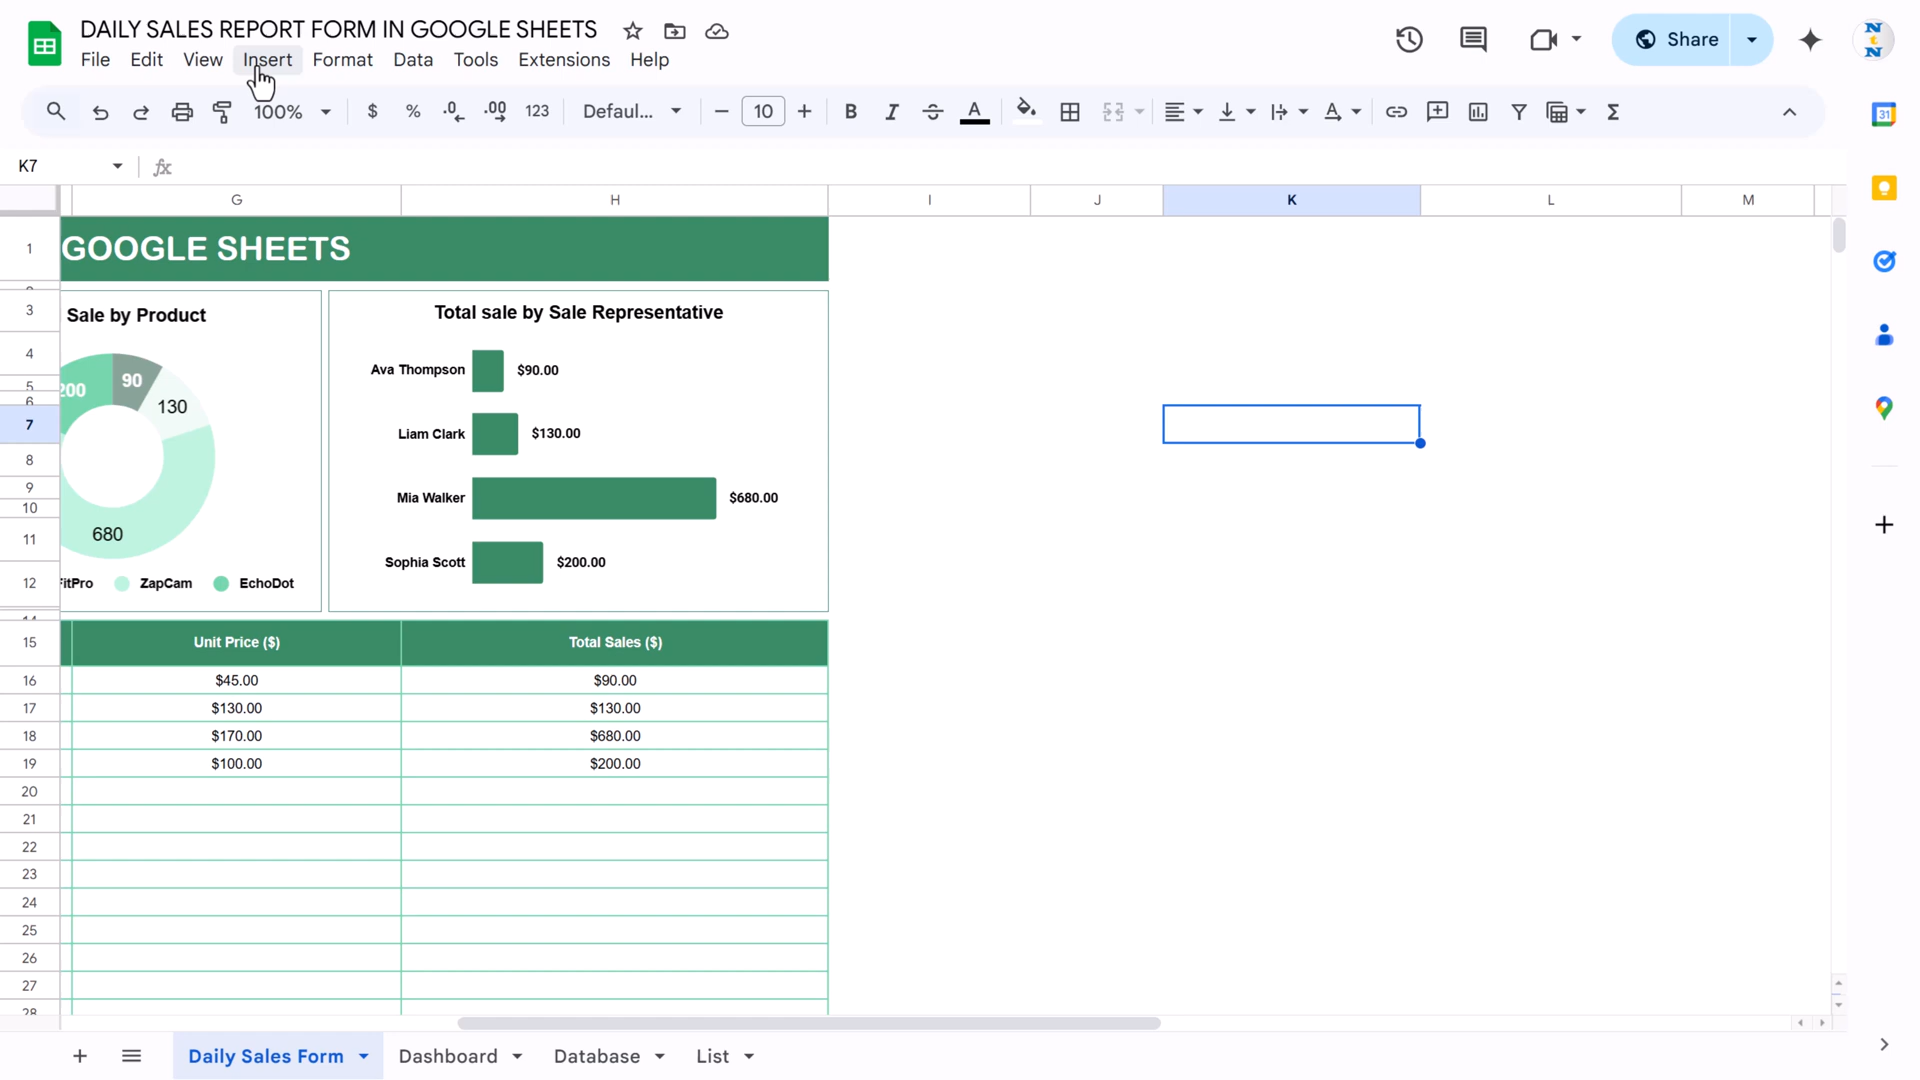 DAILY SALES REPORT FORM IN GOOGLE SHEETS
File Edit View Insert Format Data Tools Extensions Help
Share
100% $ % .0 .00 123 Defaul... 10 B I A
31
K7
G H I J K L M
1 GOOGLE SHEETS
3 Sale by Product
Total sale by Sale Representative
4
5
6
7
8
9
10
11
12
200
90
130
680
FitPro ZapCam EchoDot
Ava Thompson $90.00
Liam Clark $130.00
Mia Walker $680.00
Sophia Scott $200.00
15 Unit Price ($) Total Sales ($)
16 $45.00 $90.00
17 $130.00 $130.00
18 $170.00 $680.00
19 $100.00 $200.00
20
21
22
23
24
25
26
27
28
Daily Sales Form Dashboard Database List